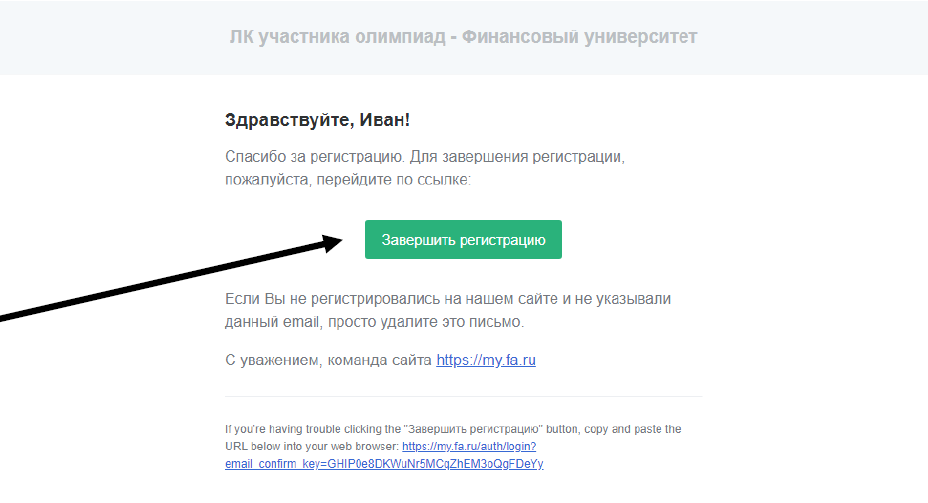 ЛК участника олимпиад - Финансовый университет
Здравствуйте, Иван!
Спасибо за регистрацию. Для завершения регистрации,
пожалуйста, перейдите по ссылке:
Завершить регистрацию
Если Вы не регистрировались на нашем сайте и не указывали
данный email, просто удалите это письмо.
С уважением, команда сайта https://my.fa.ru
If you're having trouble clicking the "Завершить регистрацию" button, copy and paste the
URL below into your web browser: https://my.fa.ru/auth/login?
email_confirm_key=GHIP0e8DKWuNr5MCqZhEM3oQgFDeYy